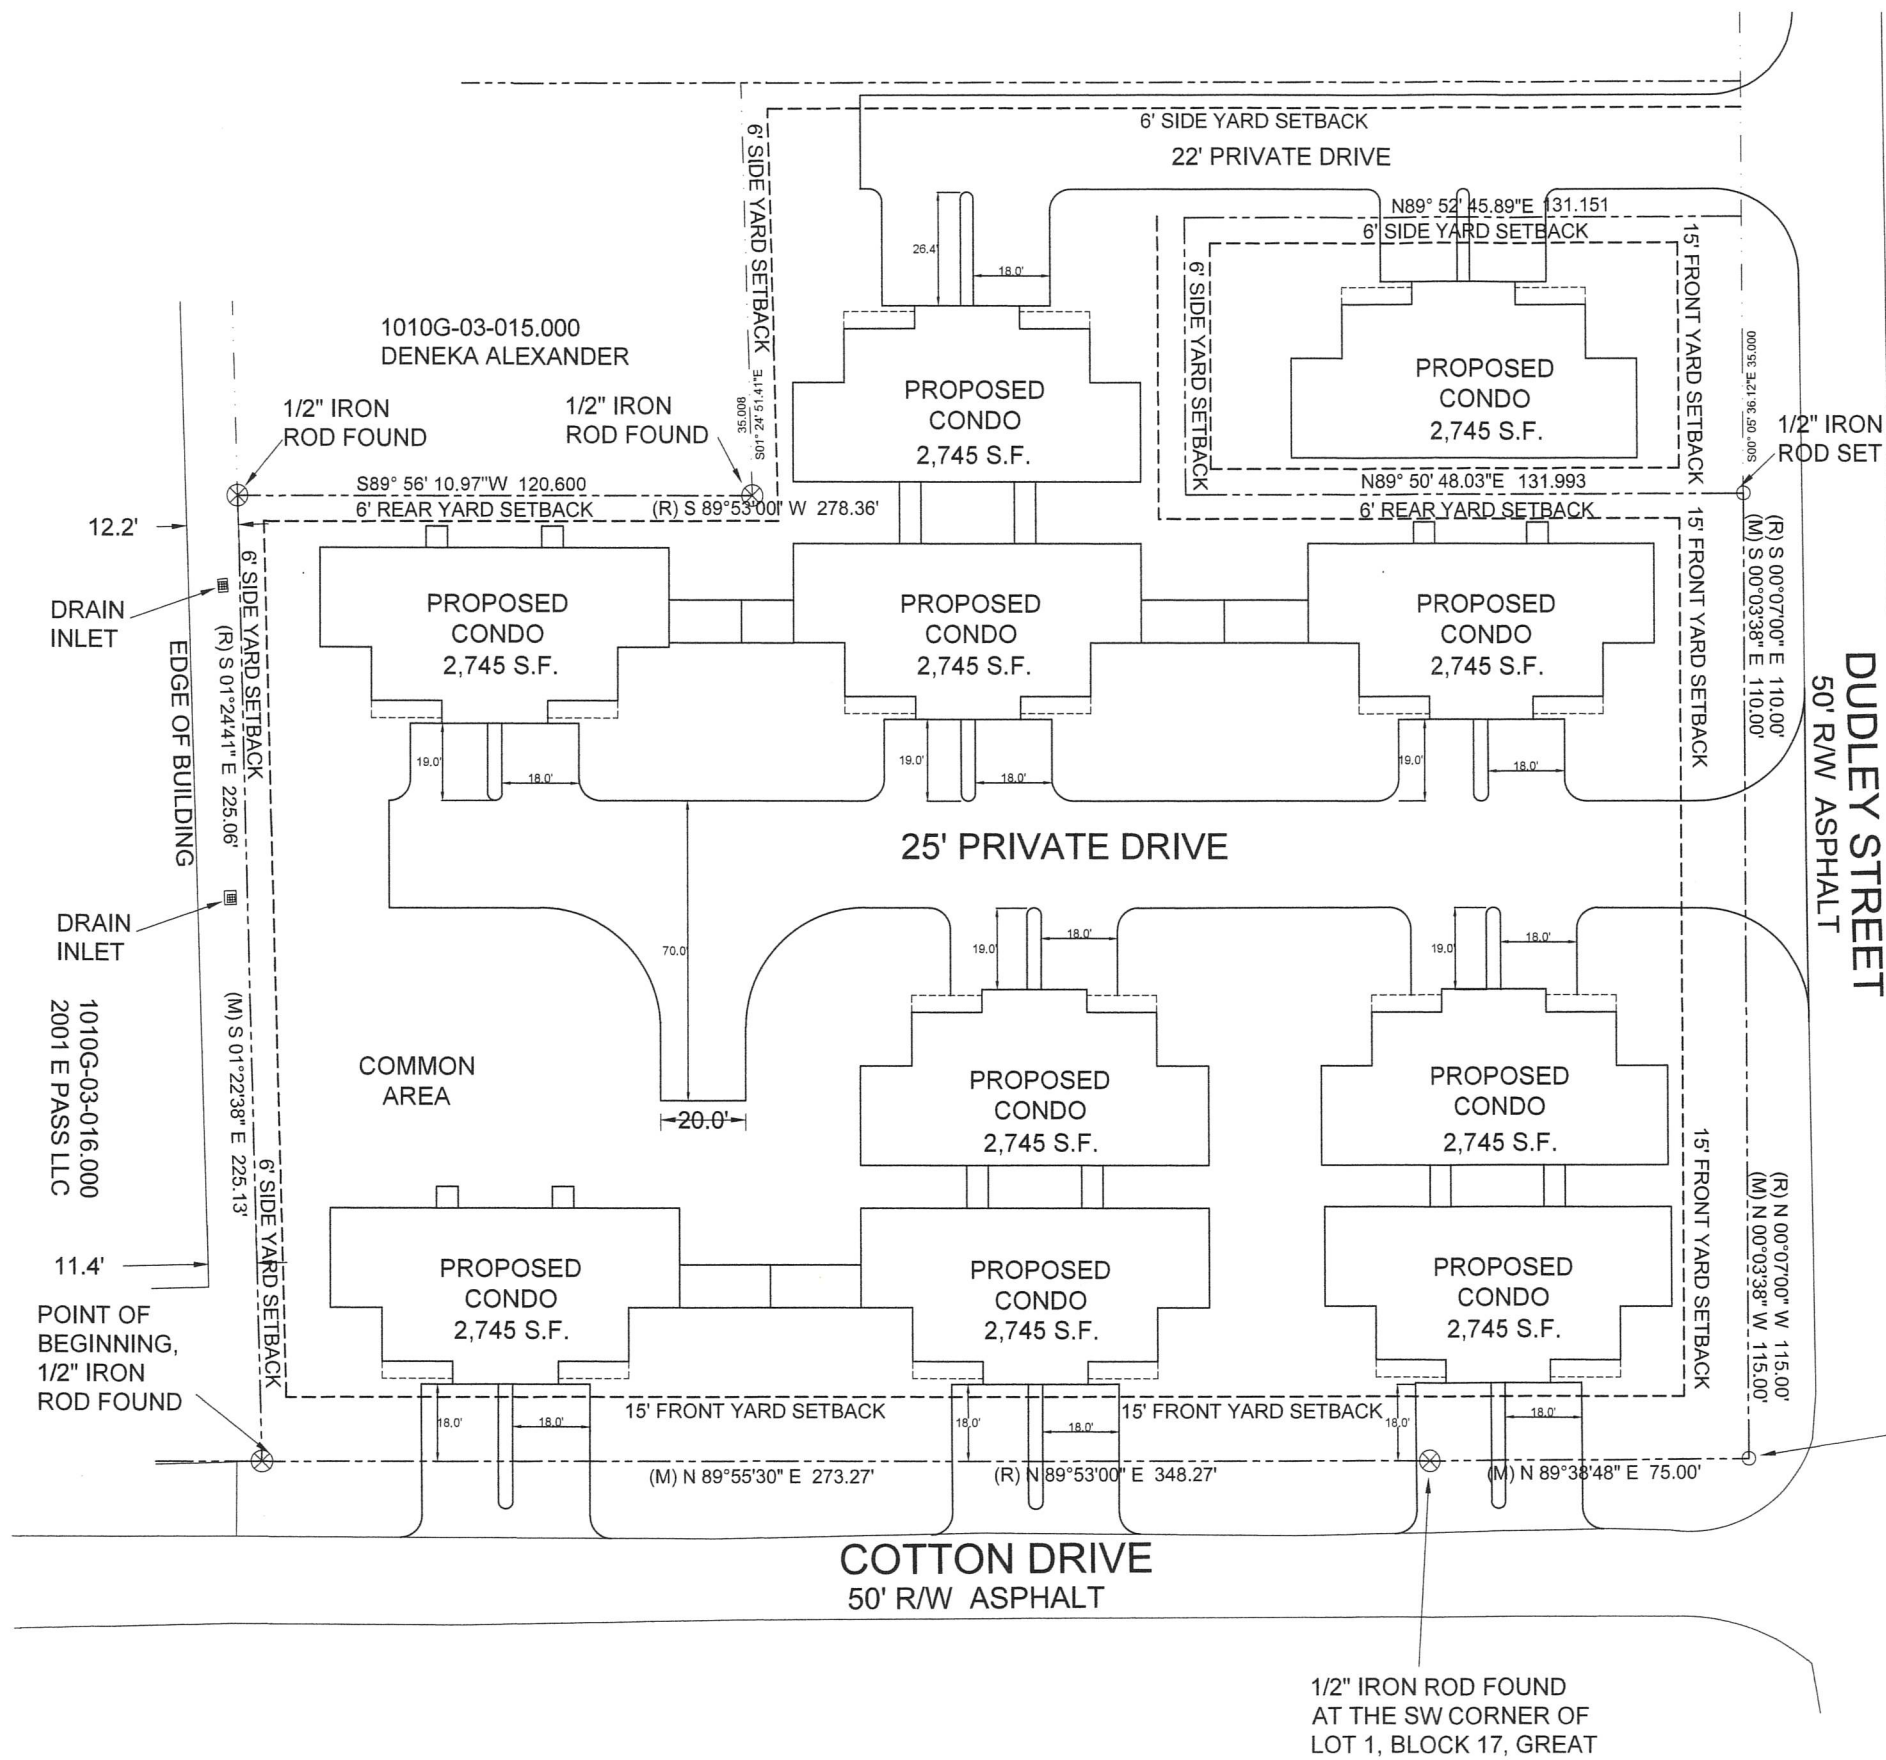 6' SIDE YARD SETBACK
22' PRIVATE DRIVE
6' SIDE YARD SETBACK
N89° 52' 45.89"E 131.151
6' SIDE YARD SETBACK
15' FRONT YARD SETBACK
6' SIDE YARD SETBACK
26.4'
18.0'
1010G-03-015.000
DENEKA ALEXANDER
1/2" IRON
ROD FOUND
1/2" IRON
ROD FOUND
35.008
S01° 24' 51.41"E
PROPOSED
CONDO
2,745 S.F.
PROPOSED
CONDO
2,745 S.F.
S00° 05' 36.12"E 35.000
1/2" IRON
ROD SET
S89° 56' 10.97"W 120.600
6' REAR YARD SETBACK
(R) S 89°53'00" W 278.36'
N89° 50' 48.03"E 131.993
6' REAR YARD SETBACK
12.2'
DRAIN
INLET
6' SIDE YARD SETBACK
(R) S 01°24'41" E 225.06'
EDGE OF BUILDING
PROPOSED
CONDO
2,745 S.F.
PROPOSED
CONDO
2,745 S.F.
PROPOSED
CONDO
2,745 S.F.
15' FRONT YARD SETBACK
(R) S 00°07'00" E 110.00'
(M) S 00°03'38" E 110.00'
DUDLEY STREET
50' R/W ASPHALT
19.0'
18.0'
19.0'
18.0'
19.0'
18.0'
25' PRIVATE DRIVE
DRAIN
INLET
70.0'
19.0'
18.0'
19.0'
18.0'
1010G-03-016.000
2001 E PASS LLC
(M) S 01°22'38" E 225.13'
COMMON
AREA
20.0'
PROPOSED
CONDO
2,745 S.F.
PROPOSED
CONDO
2,745 S.F.
15' FRONT YARD SETBACK
(R) N 00°07'00" W 115.00'
(M) N 00°03'38" W 115.00'
6' SIDE YARD SETBACK
11.4'
PROPOSED
CONDO
2,745 S.F.
PROPOSED
CONDO
2,745 S.F.
PROPOSED
CONDO
2,745 S.F.
POINT OF
BEGINNING,
1/2" IRON
ROD FOUND
18.0'
18.0'
15' FRONT YARD SETBACK
18.0'
18.0'
15' FRONT YARD SETBACK
18.0'
18.0'
(M) N 89°55'30" E 273.27'
(R) N 89°53'00" E 348.27'
(M) N 89°38'48" E 75.00'
COTTON DRIVE
50' R/W ASPHALT
1/2" IRON ROD FOUND
AT THE SW CORNER OF
LOT 1, BLOCK 17, GREAT